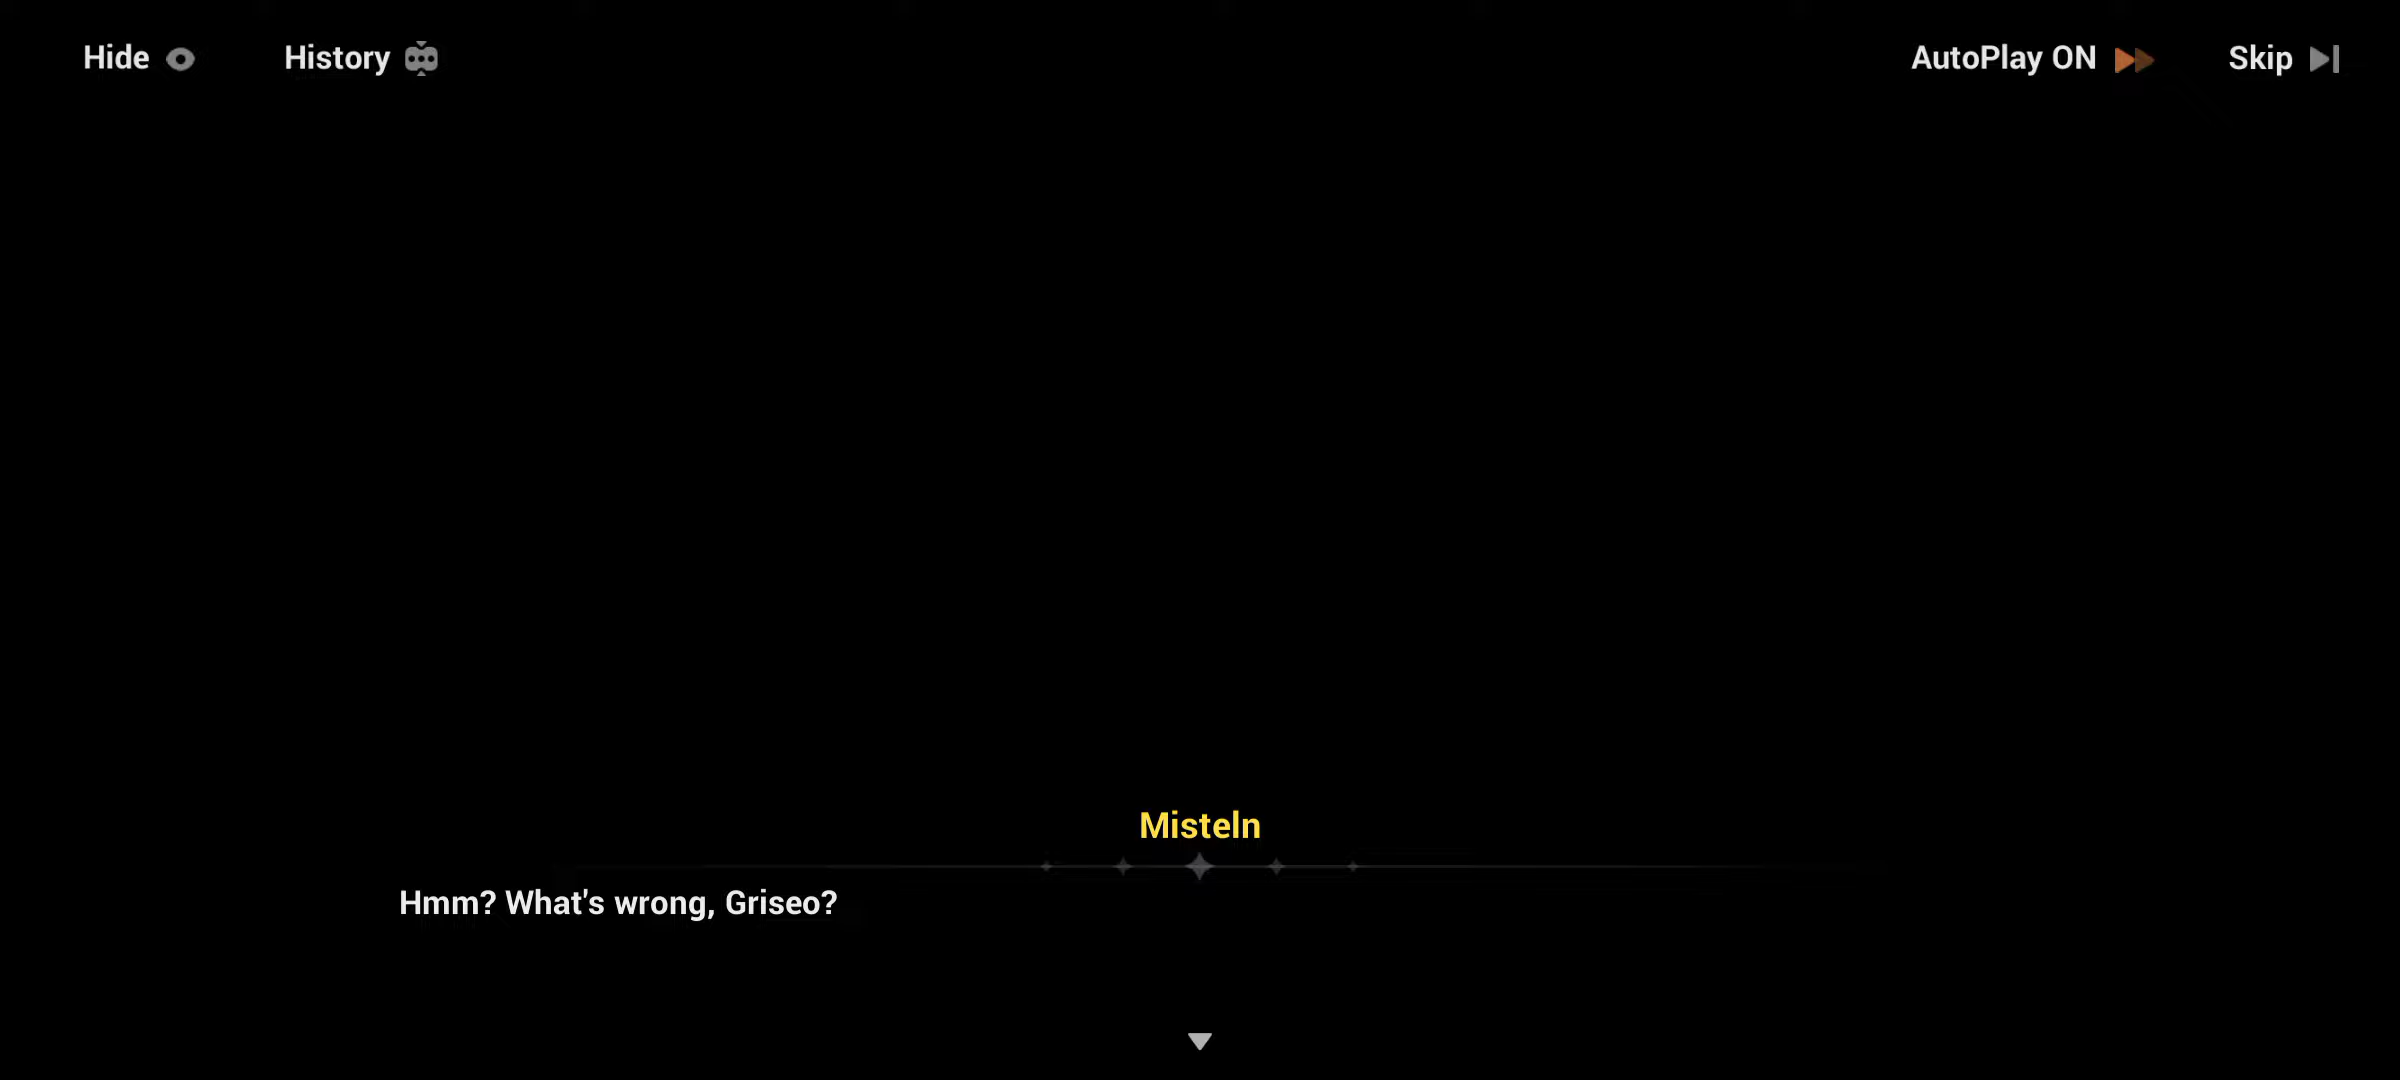 Hide
History
AutoPlay ON
Skip
Misteln
Hmm? What's wrong, Griseo?